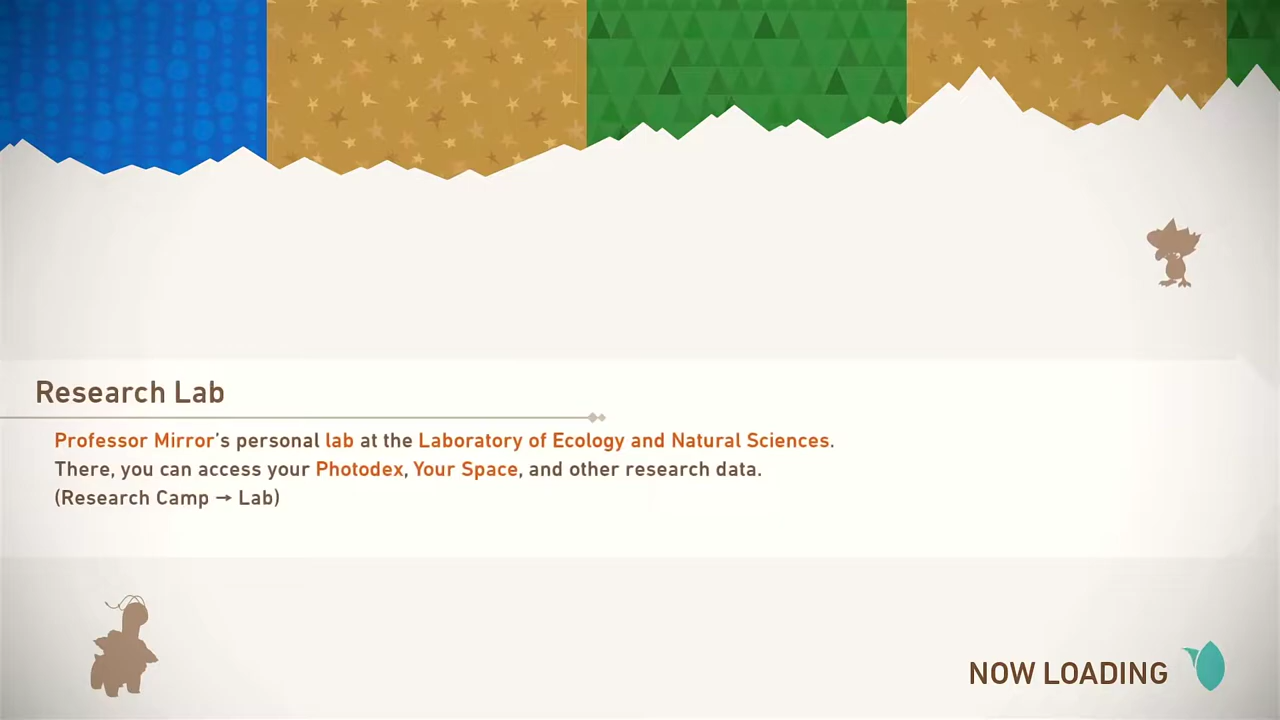 Research Lab
Professor Mirror's personal lab at the Laboratory of Ecology and Natural Sciences.
There, you can access your Photodex, Your Space, and other research data.
(Research Camp → Lab)
NOW LOADING